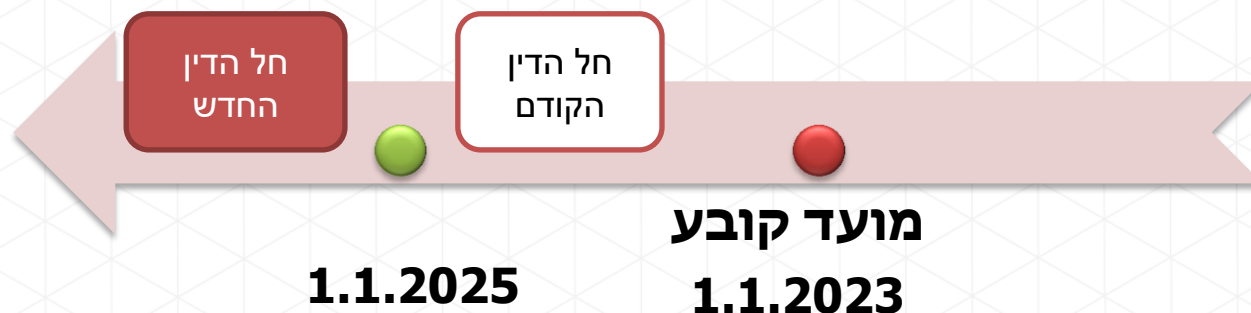 חל הדין
הקודם
חל הדין
החדש
מועד קובע
1.1.2023
1.1.2025